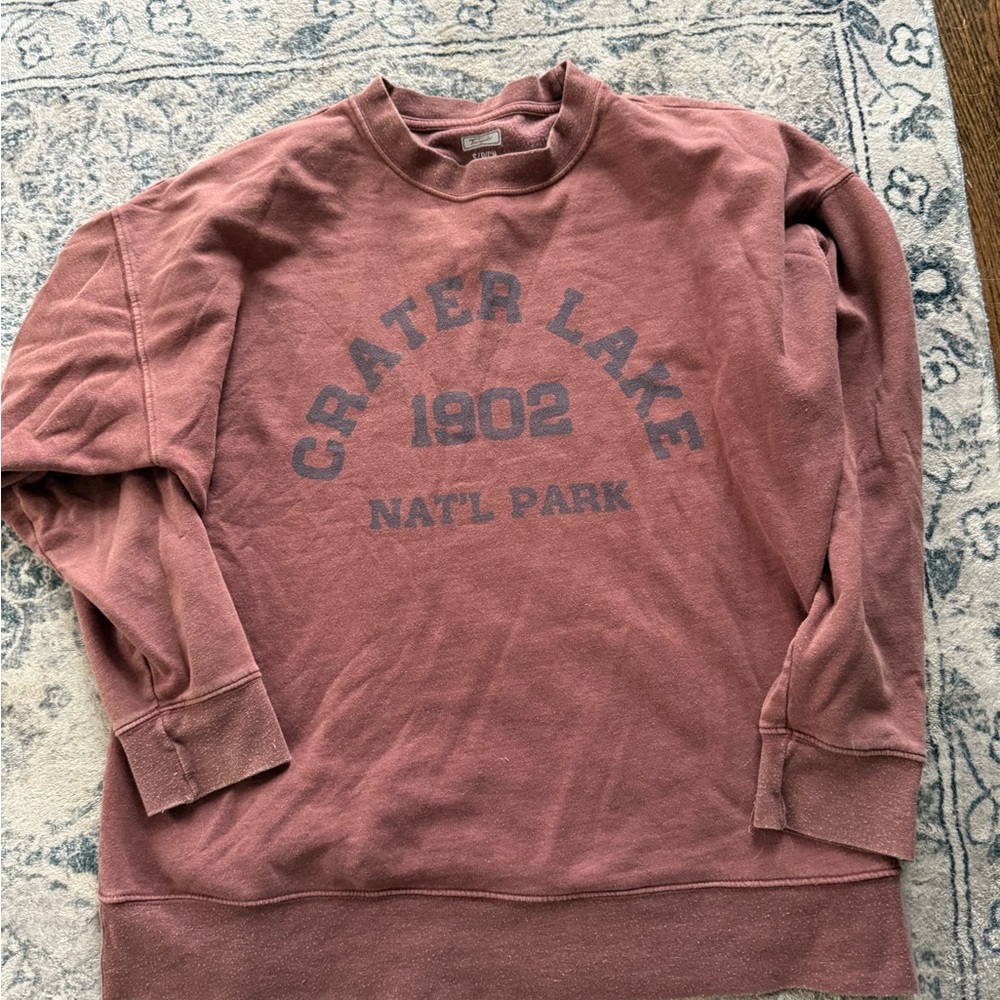 CRATER LAKE
1902
NAT'L PARK